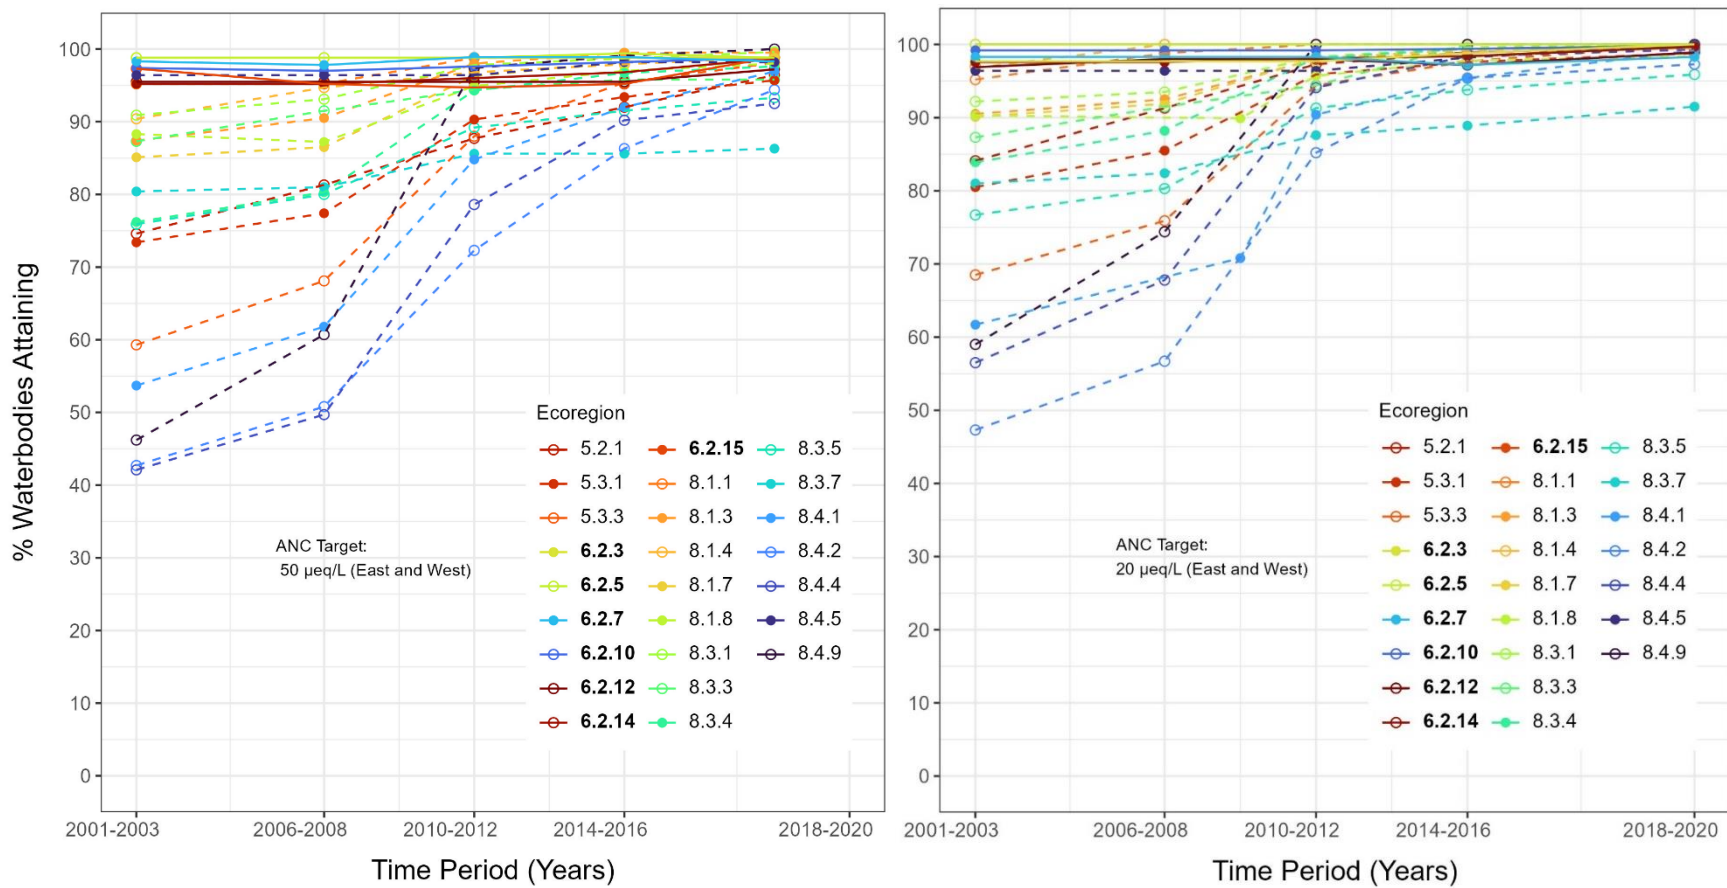 % Waterbodies Attaining
100
90
80
70
60
50
40
30
20
10
0
ANC Target:
50 µeq/L (East and West)
Ecoregion
5.2.1 6.2.15 8.3.5
5.3.1 8.1.1 8.3.7
5.3.3 8.1.3 8.4.1
6.2.3 8.1.4 8.4.2
6.2.5 8.1.7 8.4.4
6.2.7 8.1.8 8.4.5
6.2.10 8.3.1 8.4.9
6.2.12 8.3.3
6.2.14 8.3.4
2001-2003 2006-2008 2010-2012 2014-2016 2018-2020
Time Period (Years)
100
90
80
70
60
50
40
30
20
10
0
ANC Target:
20 µeq/L (East and West)
Ecoregion
5.2.1 6.2.15 8.3.5
5.3.1 8.1.1 8.3.7
5.3.3 8.1.3 8.4.1
6.2.3 8.1.4 8.4.2
6.2.5 8.1.7 8.4.4
6.2.7 8.1.8 8.4.5
6.2.10 8.3.1 8.4.9
6.2.12 8.3.3
6.2.14 8.3.4
2001-2003 2006-2008 2010-2012 2014-2016 2018-2020
Time Period (Years)